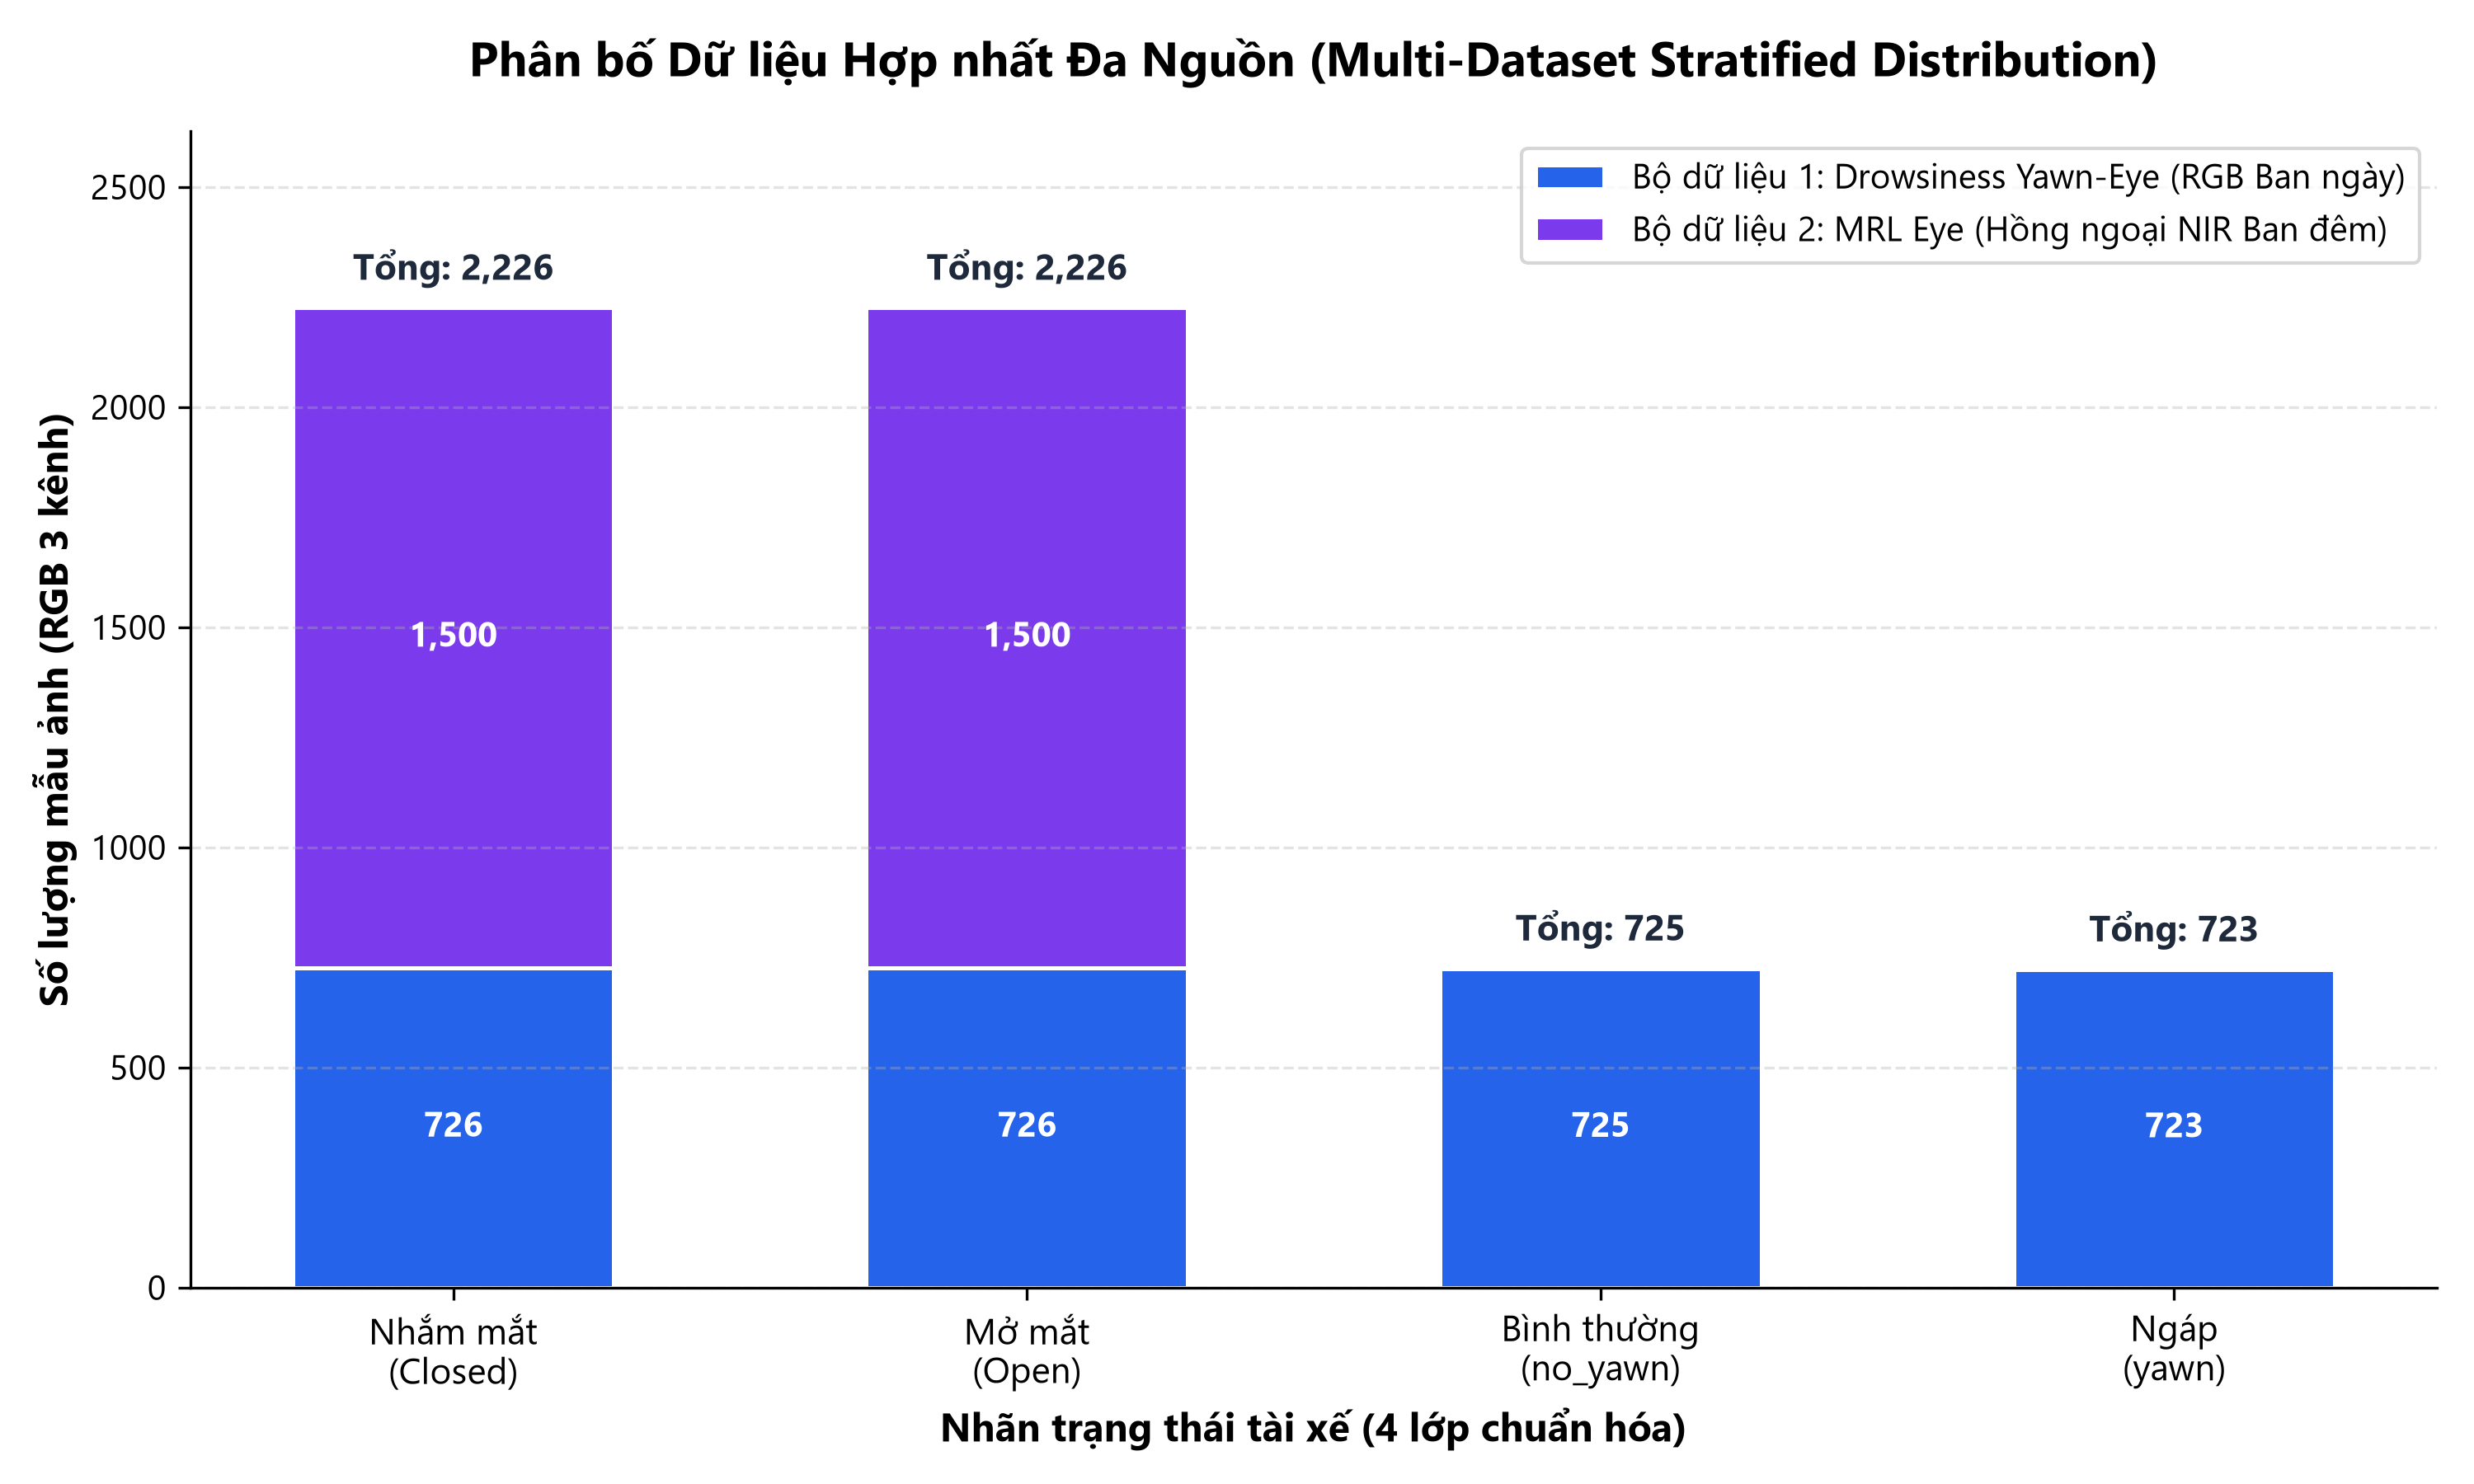 Phân bố Dữ liệu Hợp nhất Đa Nguồn (Multi-Dataset Stratified Distribution)
Bộ dữ liệu 1: Drowsiness Yawn-Eye (RGB Ban ngày)
Bộ dữ liệu 2: MRL Eye (Hồng ngoại NIR Ban đêm)
Số lượng mẫu ảnh (RGB 3 kênh)
2500
2000
1500
1000
500
0
Tổng: 2,226
1,500
726
Tổng: 2,226
1,500
726
Tổng: 725
725
Tổng: 723
723
Nhắm mắt
(Closed)
Mở mắt
(Open)
Bình thường
(no_yawn)
Ngáp
(yawn)
Nhãn trạng thái tài xế (4 lớp chuẩn hóa)